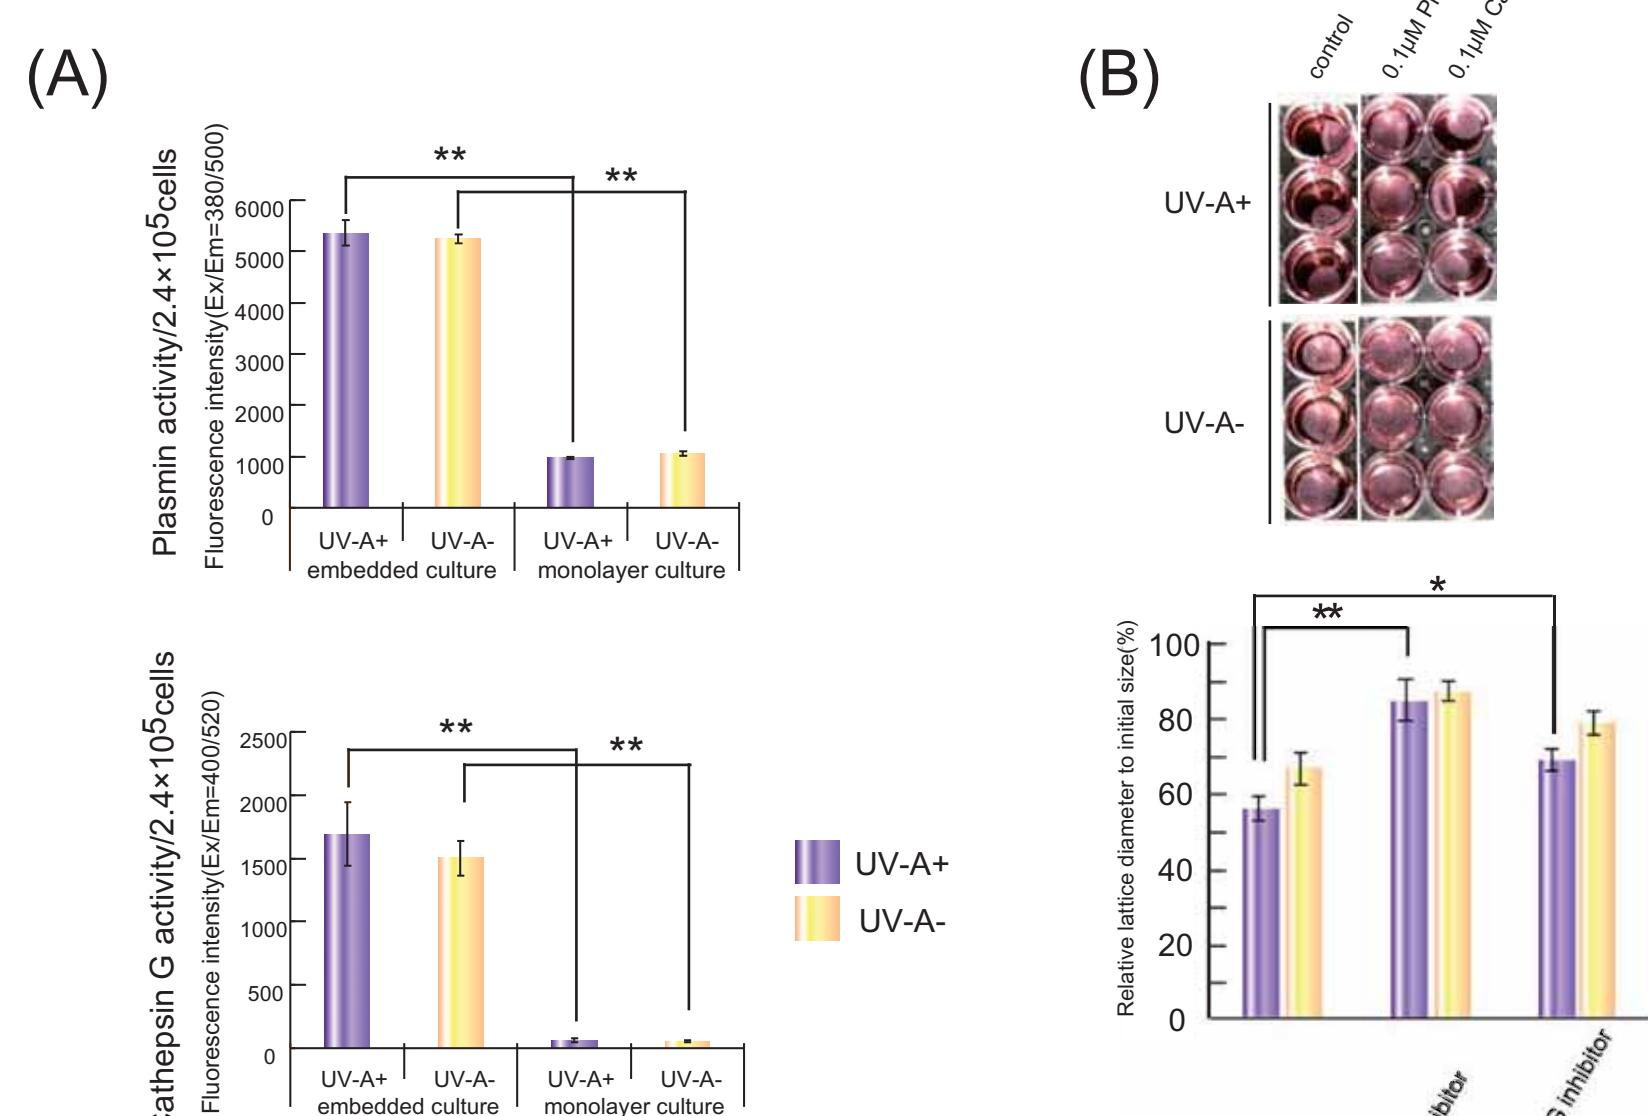 (A)
Plasmin activity/2.4×10⁵cells
Fluorescence intensity(Ex/Em=380/500)
**
**
6000
5000
4000
3000
2000
1000
0
UV-A+ UV-A- UV-A+ UV-A-
embedded culture monolayer culture
G activity/2.4×10⁵cells
Fluorescence intensity(Ex/Em=400/520)
**
**
2500
2000
1500
1000
500
0
UV-A+ UV-A- UV-A+ UV-A-
embedded culture monolayer culture
UV-A+
UV-A-
(B)
control
0.1µM
0.1µM
UV-A+
UV-A-
Relative lattice diameter to initial size(%)
*
**
100
80
60
40
20
0
G inhibitor